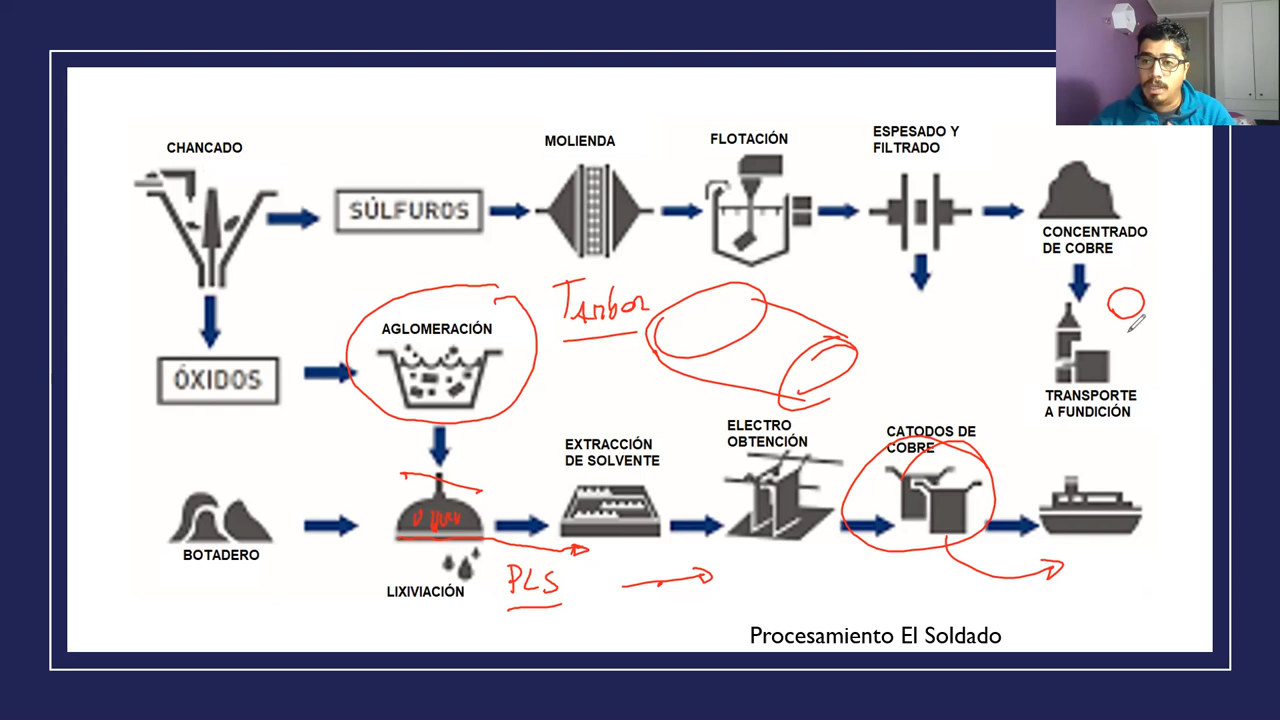 CHANCADO
SÚLFUROS
MOLIENDA
FLOTACIÓN
ESPESADO Y
FILTRADO
CONCENTRADO
DE COBRE
TRANSPORTE
A FUNDICIÓN
ÓXIDOS
AGLOMERACIÓN
Tambor
BOTADERO
LIXIVIACIÓN
PLS
EXTRACCIÓN
DE SOLVENTE
ELECTRO
OBTENCIÓN
CATODOS DE
COBRE
Procesamiento El Soldado